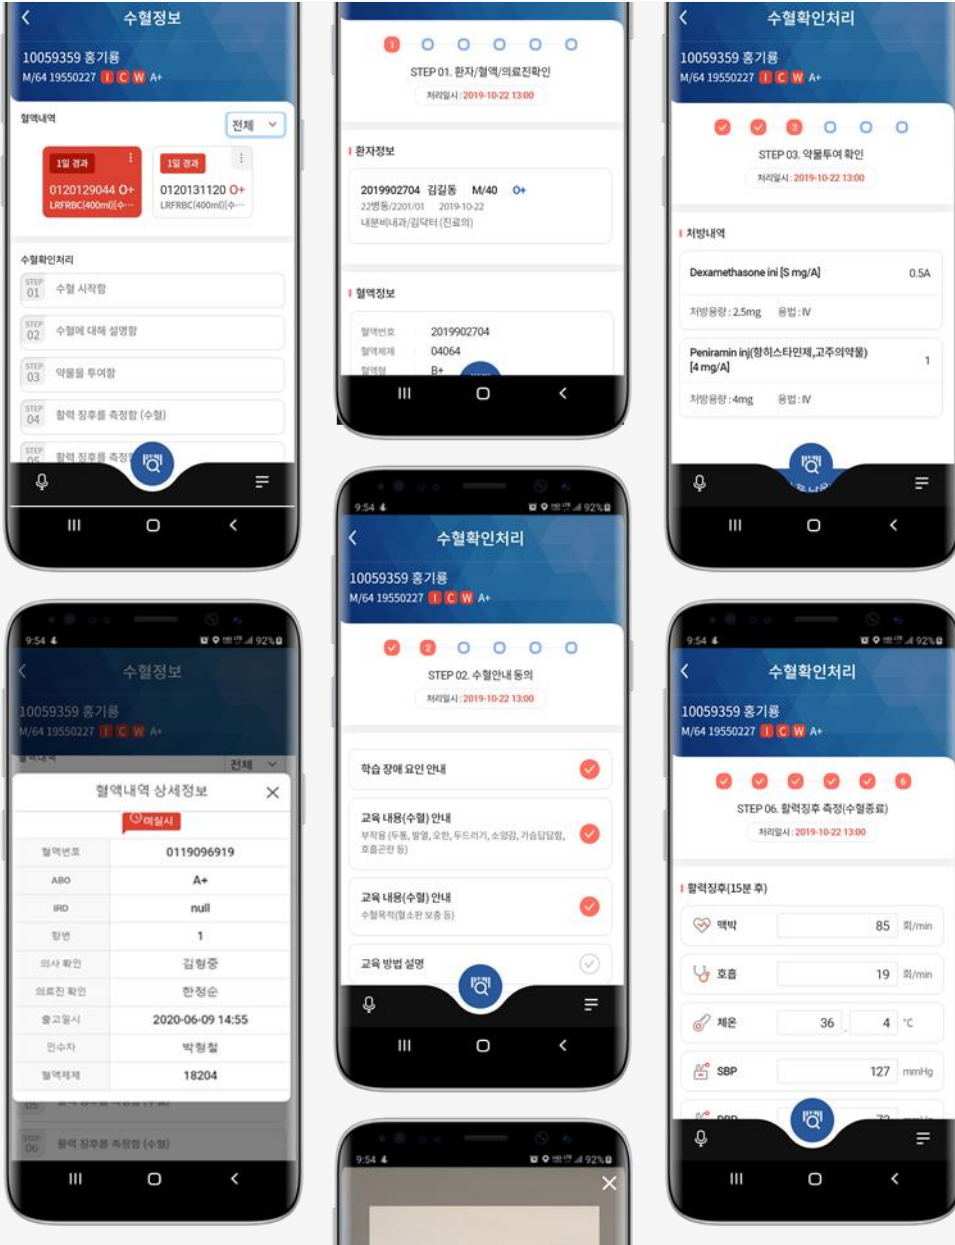 수혈정보
10059359 홍기룡
M/64 19550227 I C W A+
혈액내역
전체
1일 경과
0120129044 O+
LRFRBC(400ml)[수…
1일 경과
0120131120 O+
LRFRBC(400ml)[수…
수혈확인처리
STEP 01 수혈 시작함
STEP 02 수혈에 대해 설명함
STEP 03 약물을 투여함
STEP 04 활력 징후를 측정함 (수혈)
STEP 05 활력 징후를 측정
9:54
92%
수혈정보
10059359 홍기룡
M/64 19550227 I C W A+
전체
혈액내역 상세정보
미실시
혈액번호 0119096919
ABO A+
IRD null
항번 1
의사 확인 김형중
의료진 확인 한정순
출고일시 2020-06-09 14:55
인수자 박형철
혈액제제 18204
05
STEP 06 활력 징후를 측정함 (수혈)
1
STEP 01. 환자/혈액/의료진확인
처리일시 : 2019-10-22 13:00
환자정보
2019902704 김길동 M/40 O+
22병동/2201/01 2019-10-22
내분비내과/김닥터 (진료의)
혈액정보
혈액번호 2019902704
혈액제제 04064
혈액형 B+
9:54
92%
수혈확인처리
10059359 홍기룡
M/64 19550227 I C W A+
2
STEP 02. 수혈안내 동의
처리일시 : 2019-10-22 13:00
학습 장애 요인 안내
교육 내용(수혈) 안내
부작용 (두통, 발열, 오한, 두드러기, 소양감, 가슴답답함,
호흡곤란 등)
교육 내용(수혈) 안내
수혈목적(혈소판 보충 등)
교육 방법 설명
9:54
92%
수혈확인처리
10059359 홍기룡
M/64 19550227 I C W A+
3
STEP 03. 약물투여 확인
처리일시 : 2019-10-22 13:00
처방내역
Dexamethasone ini [S mg/A] 0.5A
처방용량 : 2.5mg 용법 : IV
Peniramin inj(항히스타민제,고주의약물)
[4 mg/A] 1
처방용량 : 4mg 용법 : IV
9:54
92%
수혈확인처리
10059359 홍기룡
M/64 19550227 I C W A+
6
STEP 06. 활력징후 측정(수혈종료)
처리일시 : 2019-10-22 13:00
활력징후(15분 후)
맥박 85 회/min
호흡 19 회/min
체온 36 . 4 °C
SBP 127 mmHg